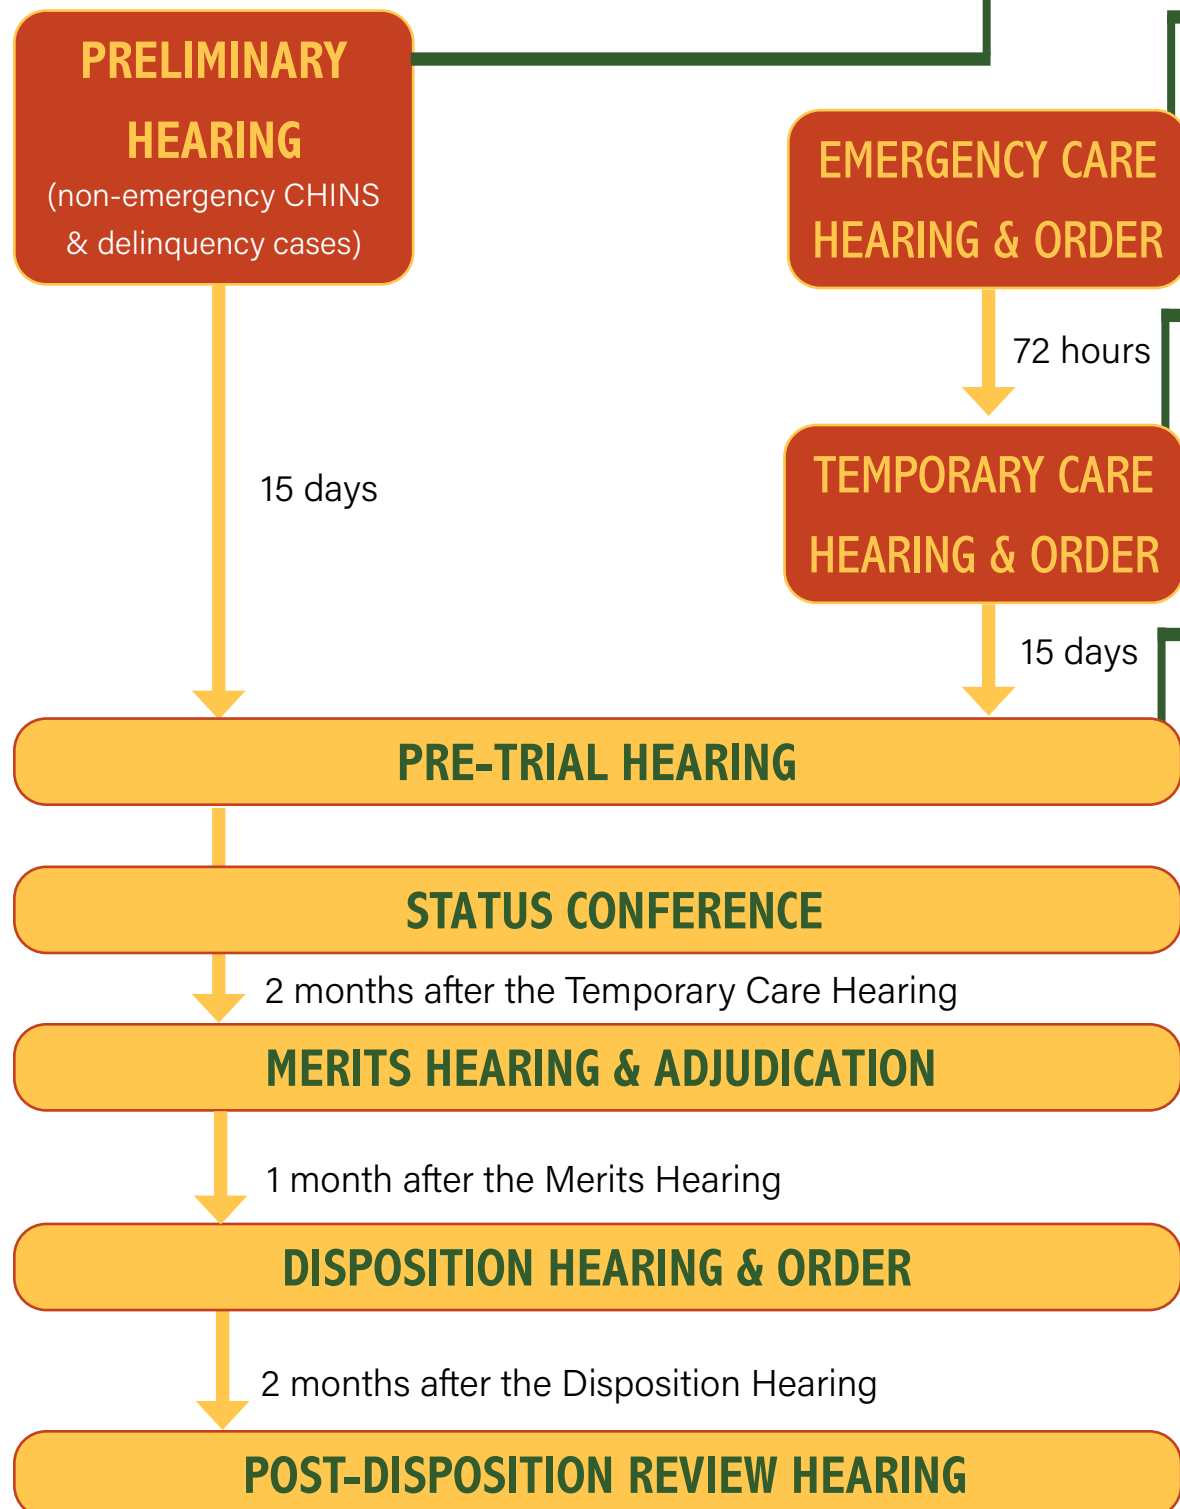 PRELIMINARY
HEARING
(non-emergency CHINS
& delinquency cases)
EMERGENCY CARE
HEARING & ORDER
72 hours
TEMPORARY CARE
HEARING & ORDER
15 days
15 days
PRE-TRIAL HEARING
STATUS CONFERENCE
2 months after the Temporary Care Hearing
MERITS HEARING & ADJUDICATION
1 month after the Merits Hearing
DISPOSITION HEARING & ORDER
2 months after the Disposition Hearing
POST-DISPOSITION REVIEW HEARING